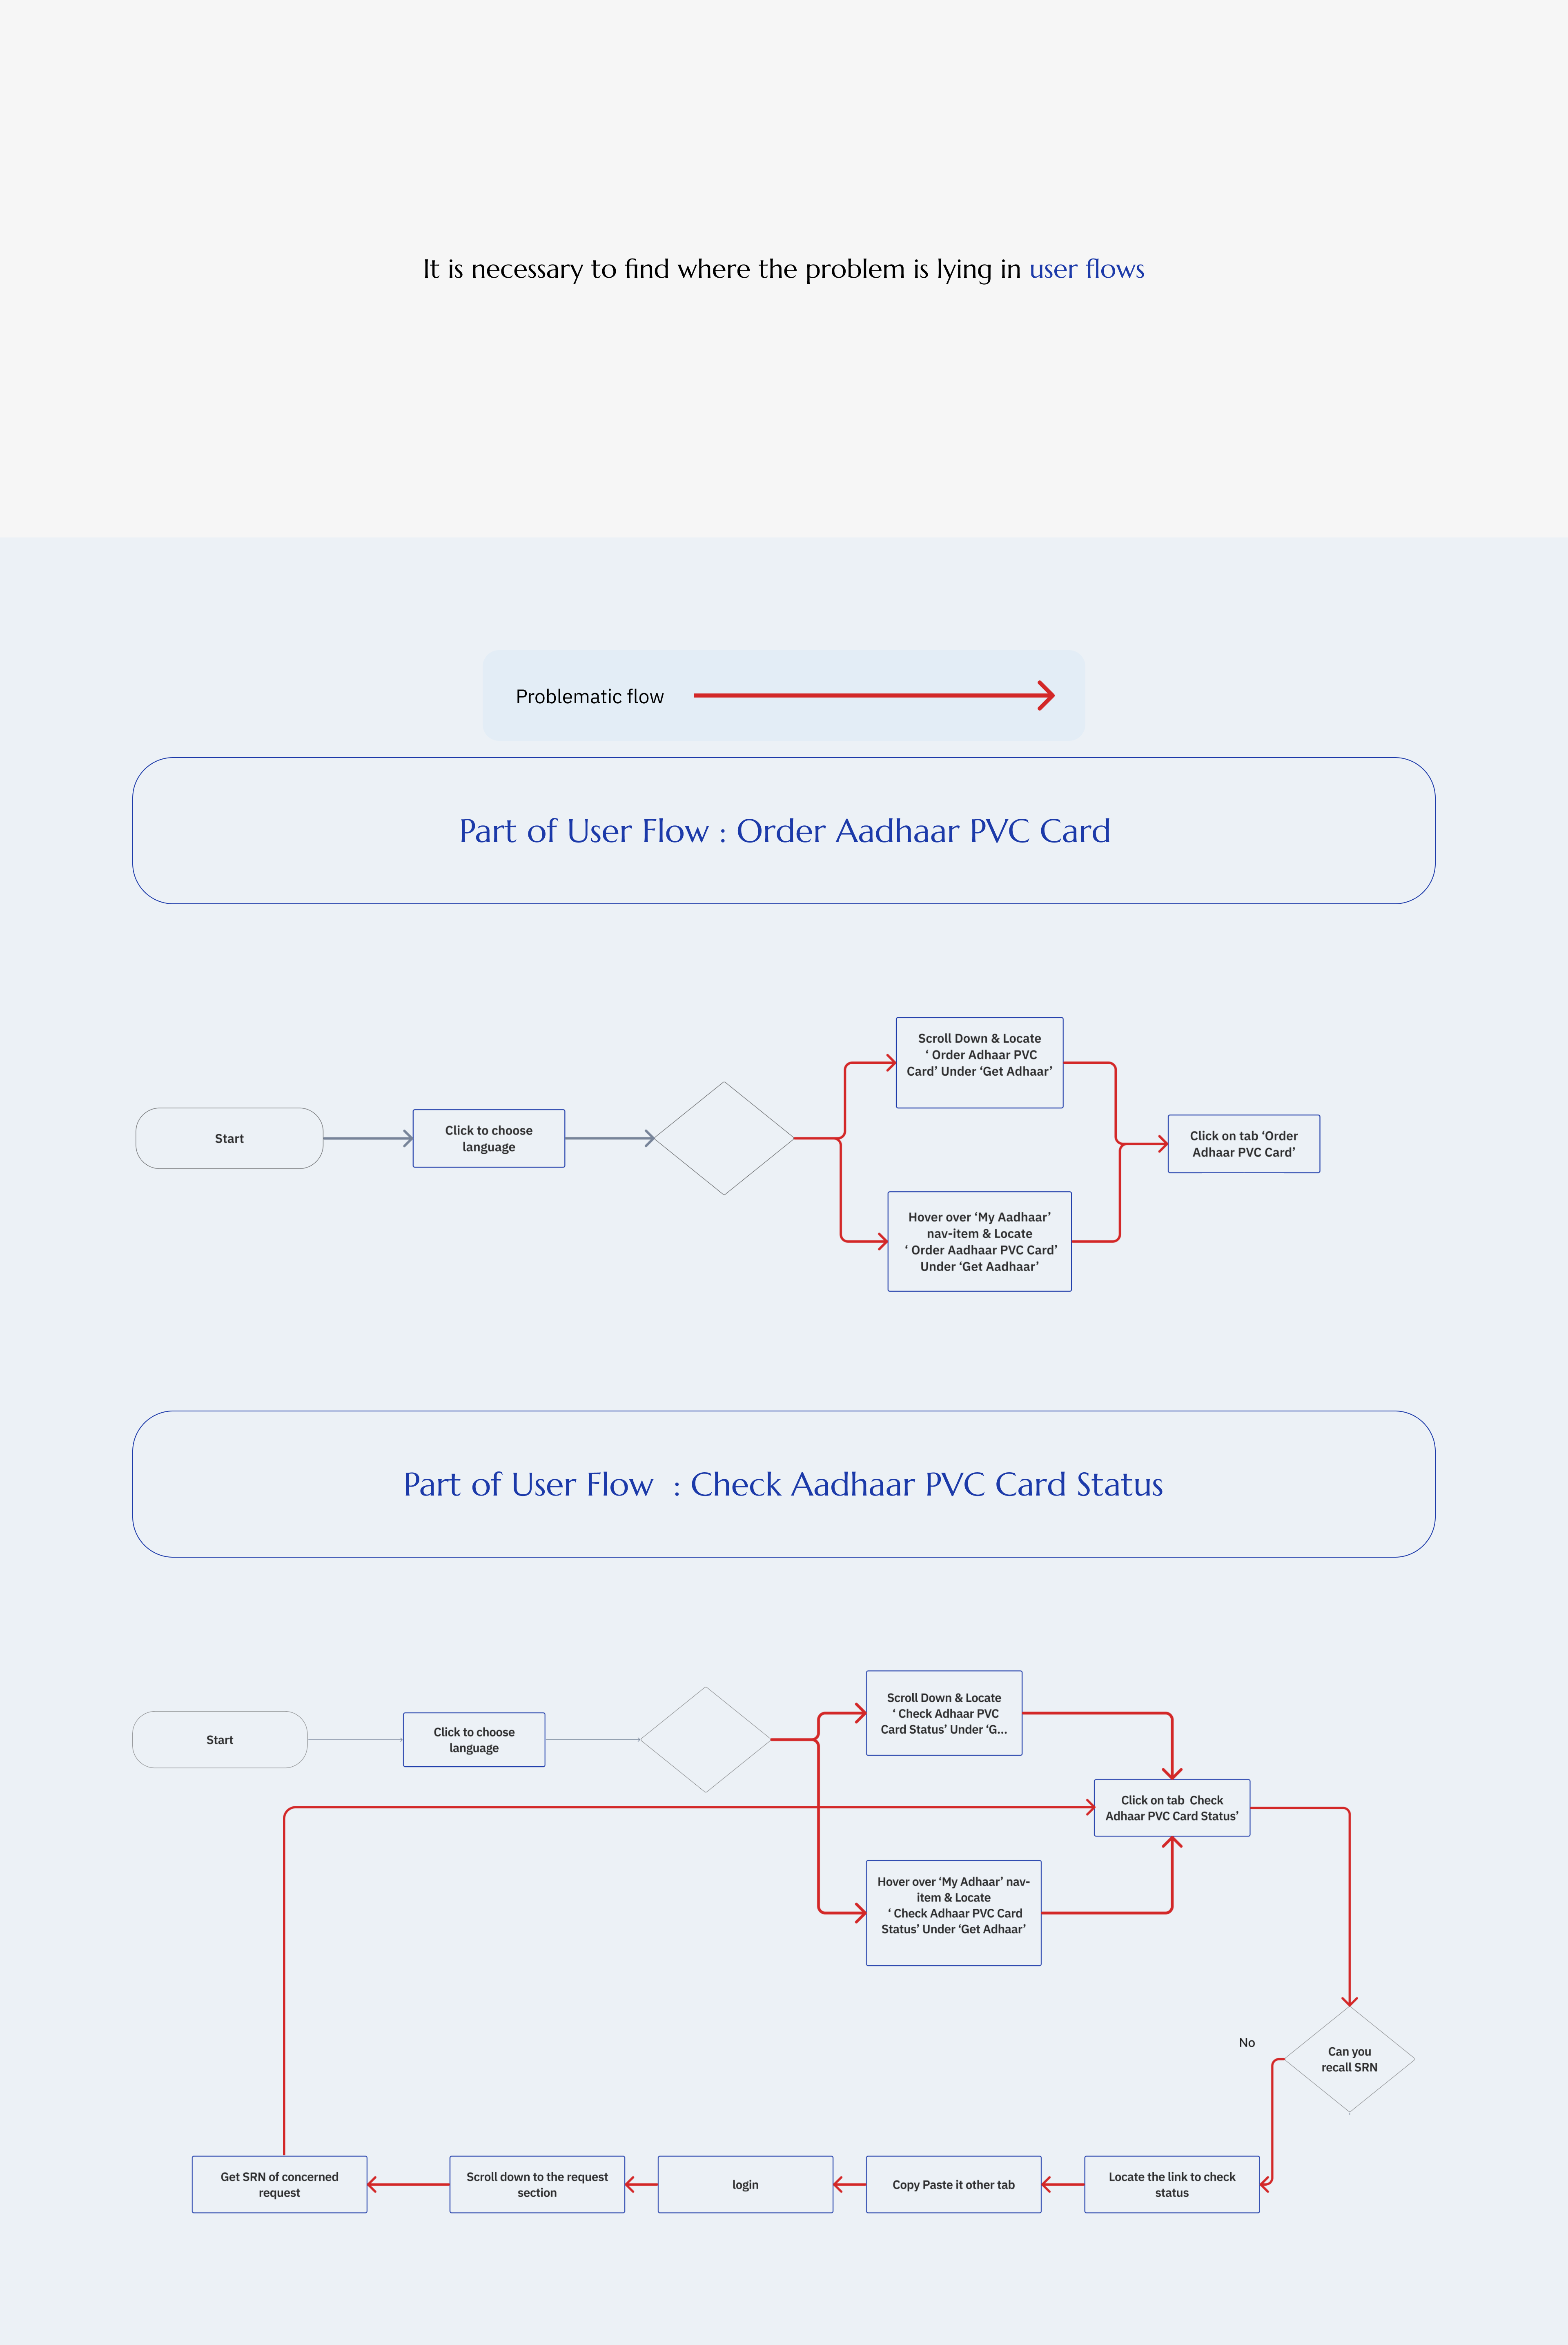 It is necessary to find where the problem is lying in user flows
Problematic flow
Part of User Flow : Order Aadhaar PVC Card
Start
Click to choose
language
Scroll Down & Locate
‘ Order Adhaar PVC
Card’ Under ‘Get Adhaar’
Hover over ‘My Aadhaar’
nav-item & Locate
‘ Order Aadhaar PVC Card’
Under ‘Get Aadhaar’
Click on tab ‘Order
Adhaar PVC Card’
Part of User Flow  : Check Aadhaar PVC Card Status
Start
Click to choose
language
Scroll Down & Locate
‘ Check Adhaar PVC
Card Status’ Under ‘G...
Click on tab  Check
Adhaar PVC Card Status’
Hover over ‘My Adhaar’ nav-
item & Locate
‘ Check Adhaar PVC Card
Status’ Under ‘Get Adhaar’
No
Can you
recall SRN
Get SRN of concerned
request
Scroll down to the request
section
login
Copy Paste it other tab
Locate the link to check
status